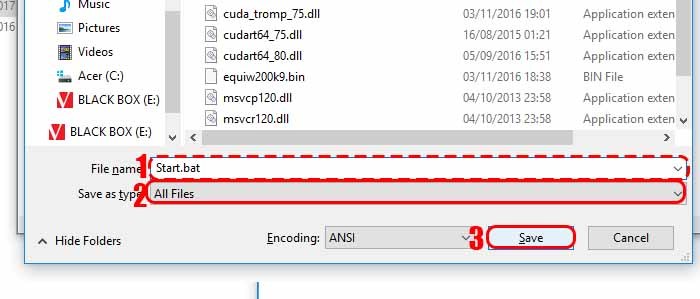 017
2016
Music
Pictures
Videos
Acer (C:)
BLACK BOX (E:)
BLACK BOX (E:)
cuda_tromp_75.dll 03/11/2016 19:01 Application exten
cudart64_75.dll 16/08/2015 01:21 Application exten
cudart64_80.dll 05/09/2016 15:51 Application exten
equiw200k9.bin 03/11/2016 18:38 BIN File
msvcp120.dll 04/10/2013 23:58 Application exten
msvcr120.dll 04/10/2013 23:58 Application exten
File name 1 Start.bat
Save as type 2 All Files
Hide Folders Encoding: ANSI 3 Save Cancel